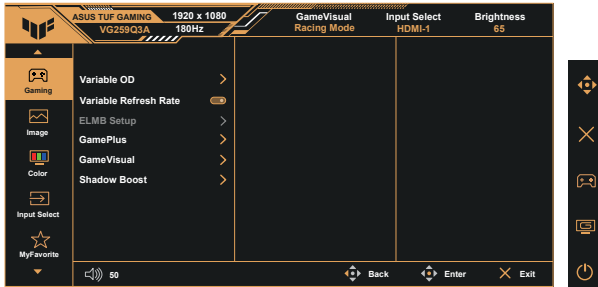 ASUS TUF GAMING 1920 x 1080
VG259Q3A 180Hz
GameVisual
Racing Mode
Input Select
HDMI-1
Brightness
65
Gaming
Image
Color
Input Select
MyFavorite
Variable OD
Variable Refresh Rate
ELMB Setup
GamePlus
GameVisual
Shadow Boost
50
Back
Enter
Exit